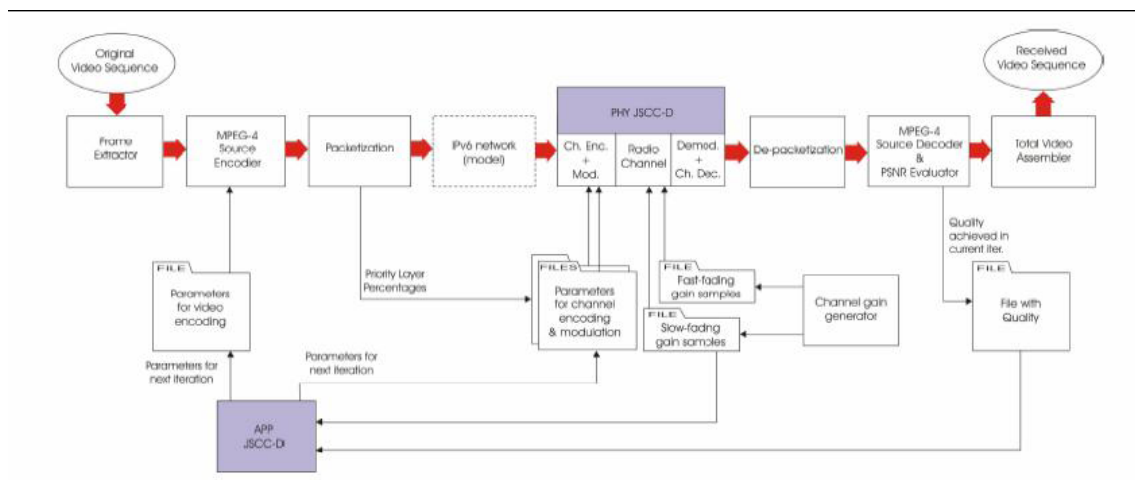 Original
Video Sequence
Received
Video Sequence
Frame
Extractor
MPEG-4
Source
Encodier
Packetization
IPv6 network
(model)
PHY JSCC-D
Ch. Enc.
+
Mod.
Radio
Channel
Demod.
+
Ch. Dec.
De-packetization
MPEG-4
Source Decoder
&
PSNR Evaluator
Total Video
Assembler
Quality
achieved in
current iter.
FILE
Parameters
for video
encoding
Priority Layer
Percentages
FILES
Parameters
for channel
encoding
& modulation
FILE
Fast-fading
gain samples
FILE
Slow-fading
gain samples
Channel gain
generator
FILE
File with
Quality
Parameters for
next iteration
Parameters for
next iteration
APP
JSCC-D